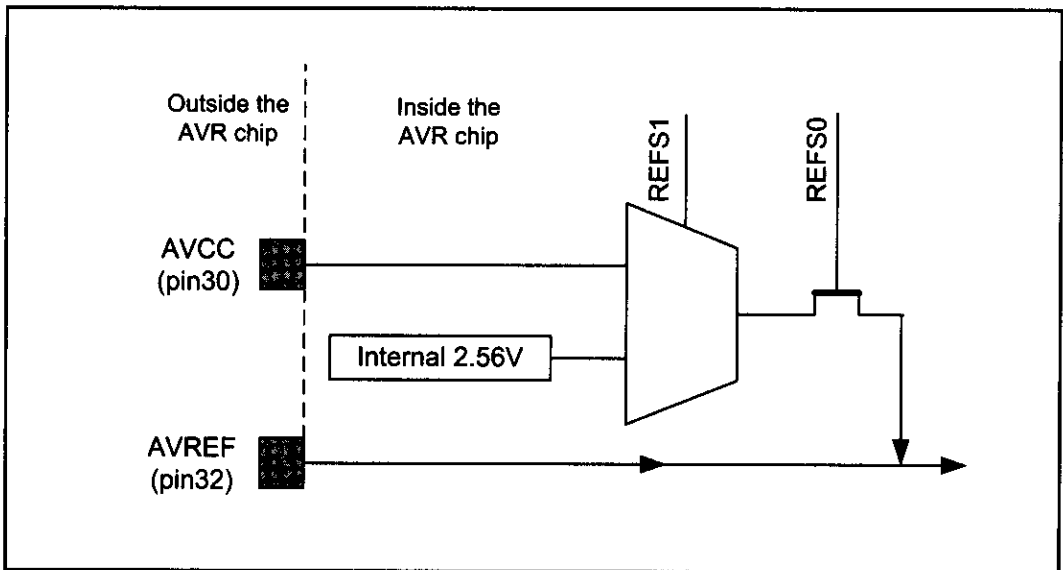 Outside the
AVR chip
Inside the
AVR chip
REFS1
REFS0
AVCC
(pin30)
Internal 2.56V
AVREF
(pin32)